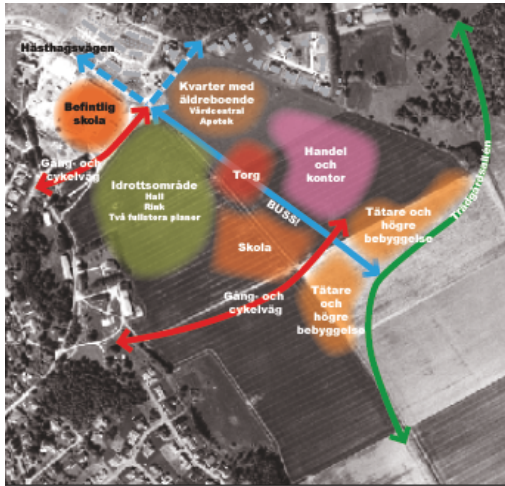 Hästhagsvägen
Befintlig
skola
Kvarter med
äldreboende
Vårdcentral
Apotek
Handel
och
kontor
Gång- och
cykelväg
Idrottsområde
Hall
Rink
Två fullstora planer
Torg
BUSS!
Skola
Tätare och
högre
bebyggelse
Trädgårdsallén
Gång- och
cykelväg
Tätare
och
högre
bebyggelse